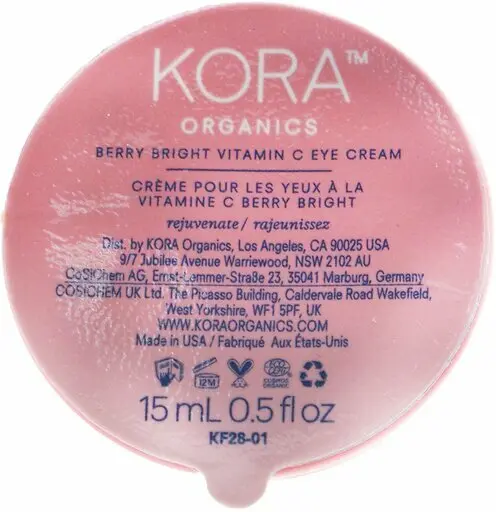 KORA™
ORGANICS
BERRY BRIGHT VITAMIN C EYE CREAM
CRÈME POUR LES YEUX À LA
VITAMINE C BERRY BRIGHT
rejuvenate / rajeunissez
Dist. by KORA Organics, Los Angeles, CA 90025 USA
9/7 Jubilee Avenue Warriewood, NSW 2102 AU
CoSiChem AG, Ernst-Lemmer-Straße 23, 35041 Marburg, Germany
COSICHEM UK Ltd. The Picasso Building, Caldervale Road Wakefield,
West Yorkshire, WF1 5PF, UK
WWW.KORAORGANICS.COM
Made in USA / Fabriqué Aux États-Unis
12M
ECO CERT
COSMOS
ORGANIC
15 mL 0.5 fl oz
KF28-01